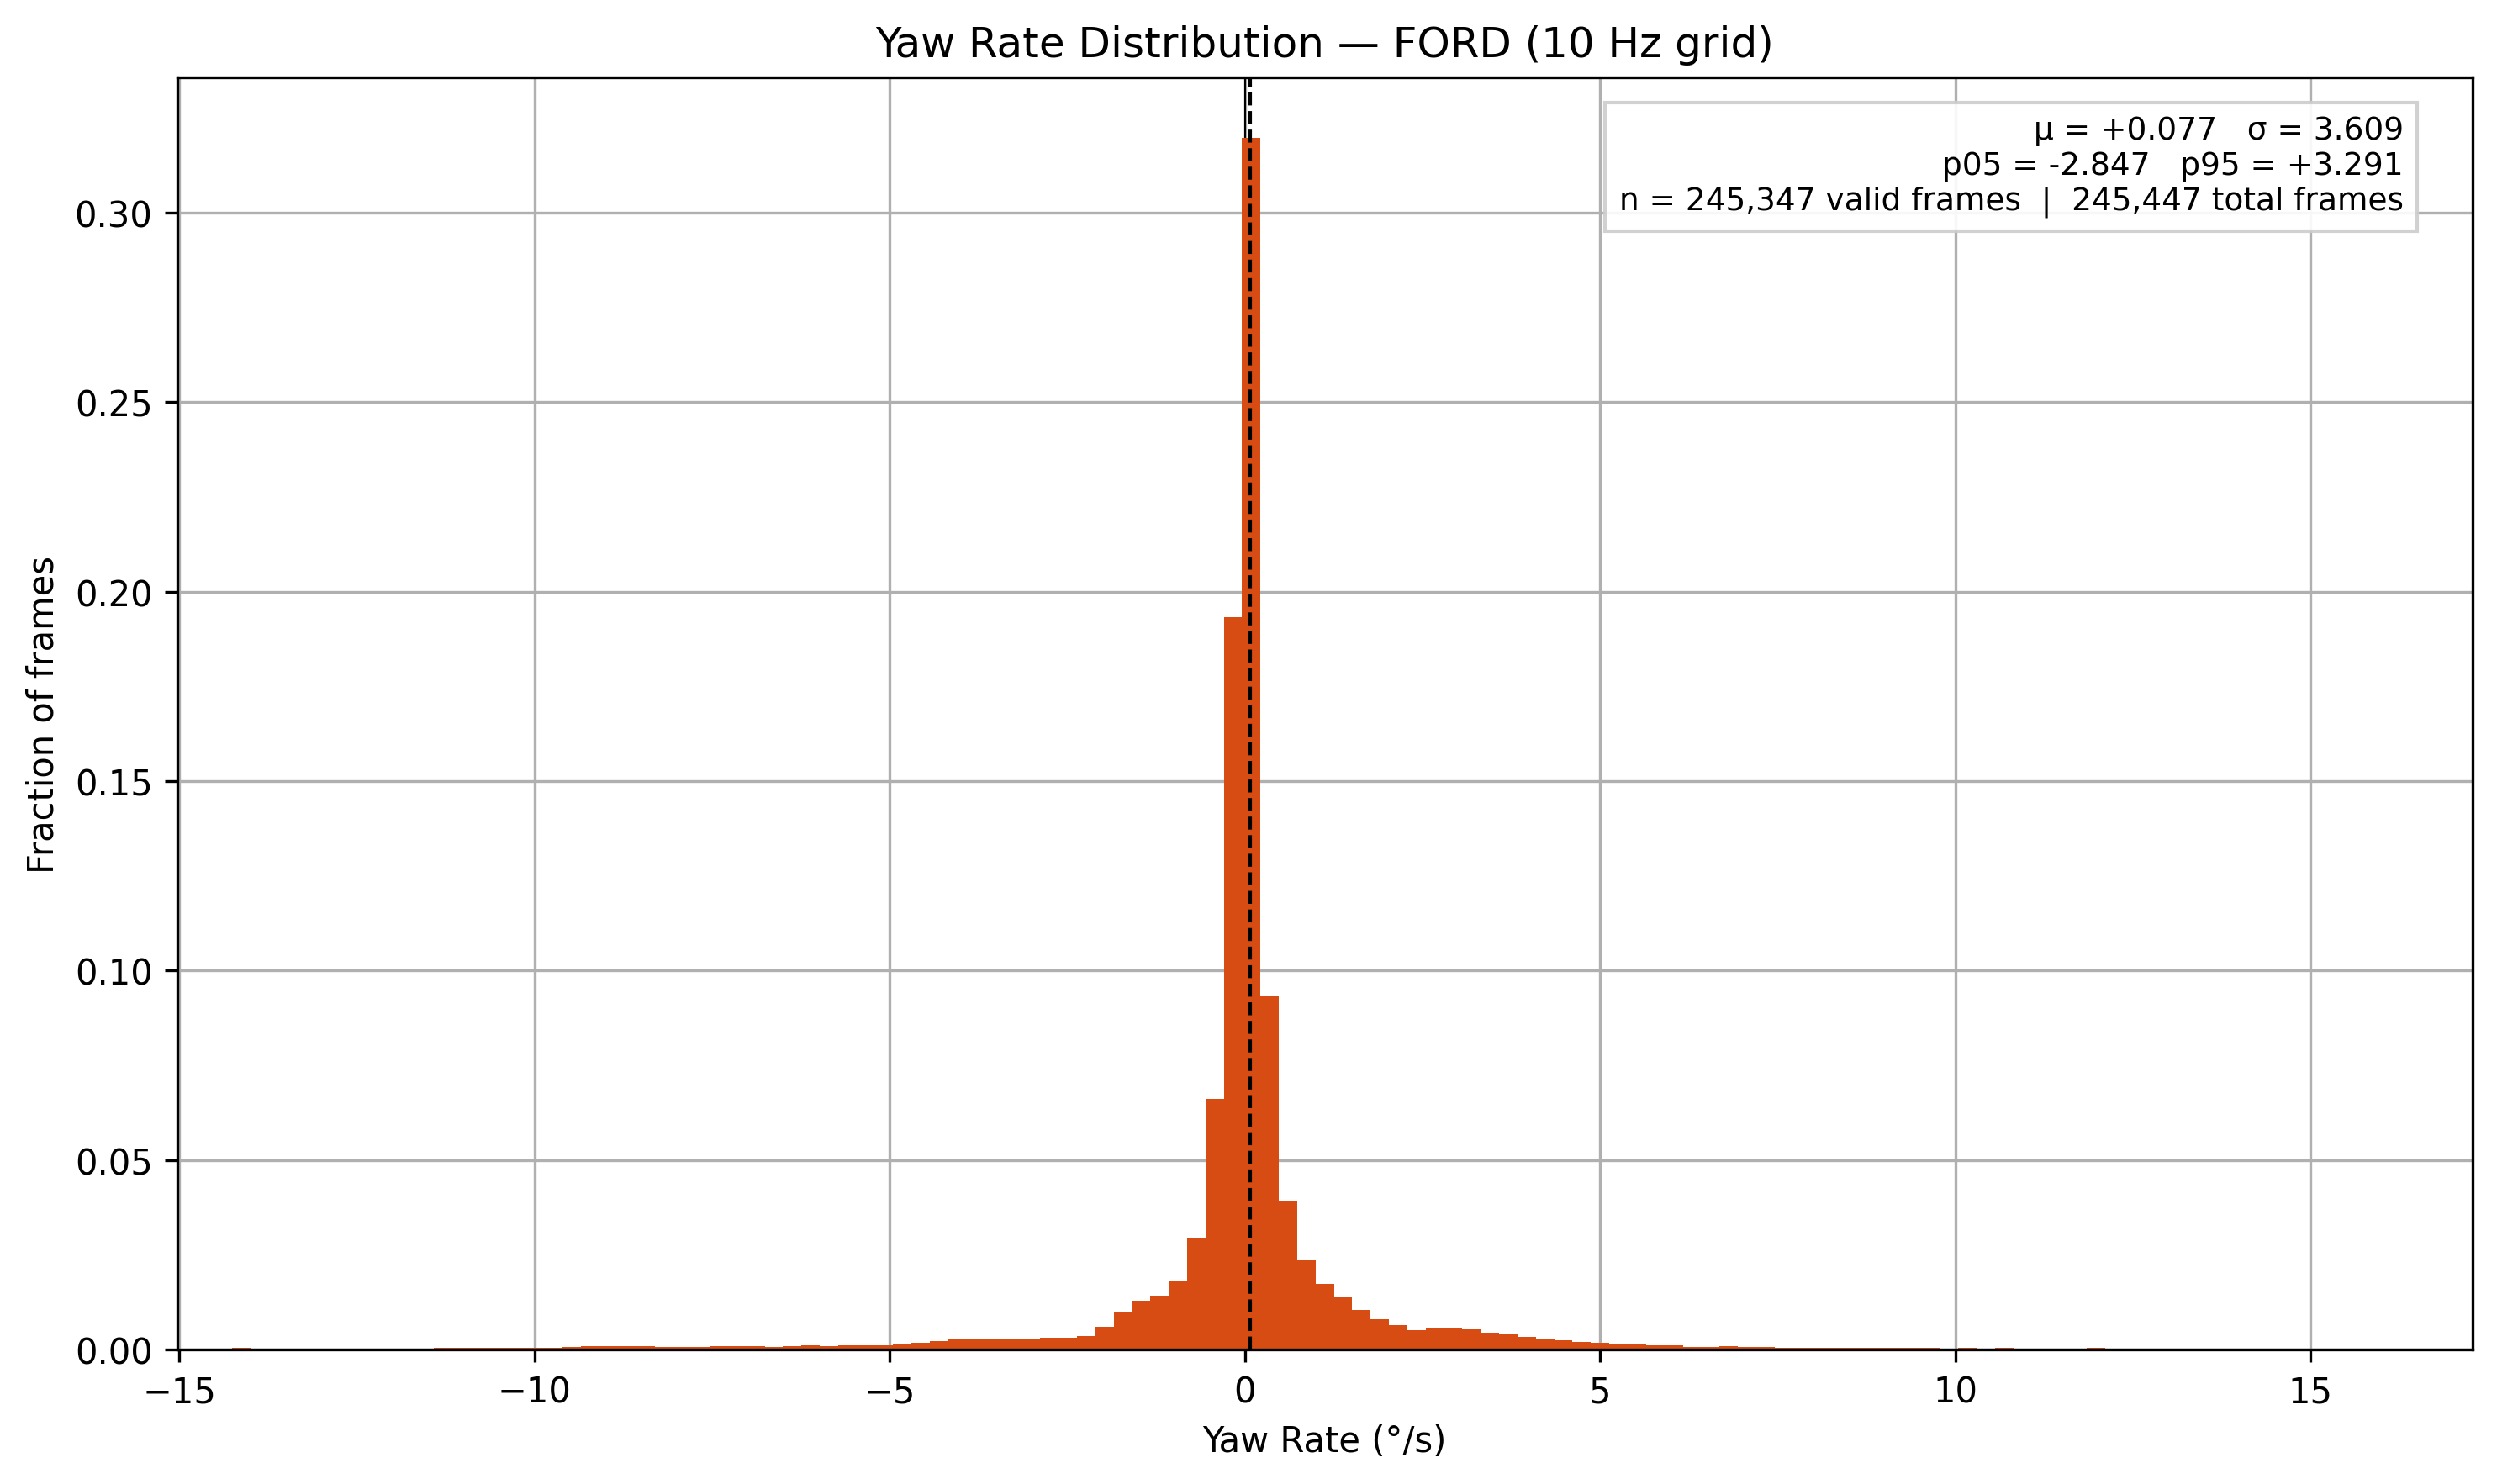 Yaw Rate Distribution — FORD (10 Hz grid)
μ = +0.077   σ = 3.609
p05 = -2.847   p95 = +3.291
n = 245,347 valid frames  |  245,447 total frames
Fraction of frames
0.30
0.25
0.20
0.15
0.10
0.05
0.00
−15
−10
−5
0
5
10
15
Yaw Rate (°/s)